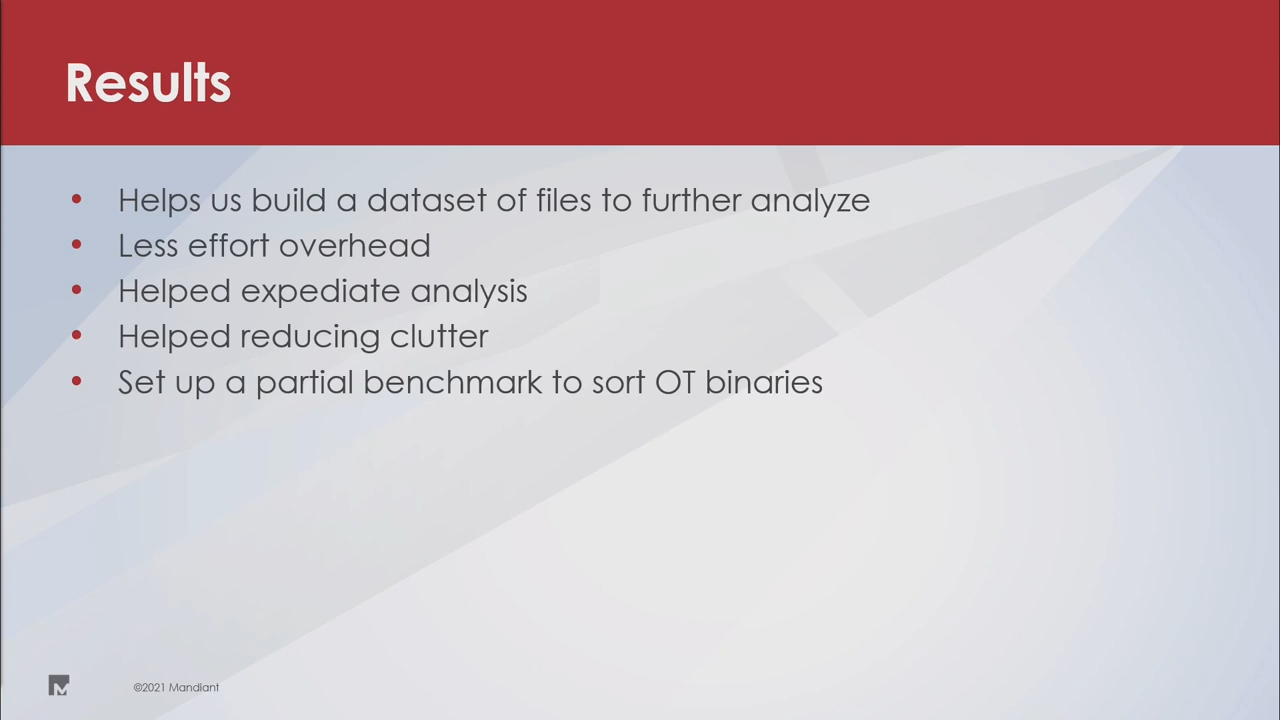 Results
• Helps us build a dataset of files to further analyze
• Less effort overhead
• Helped expediate analysis
• Helped reducing clutter
• Set up a partial benchmark to sort OT binaries
©2021 Mandiant